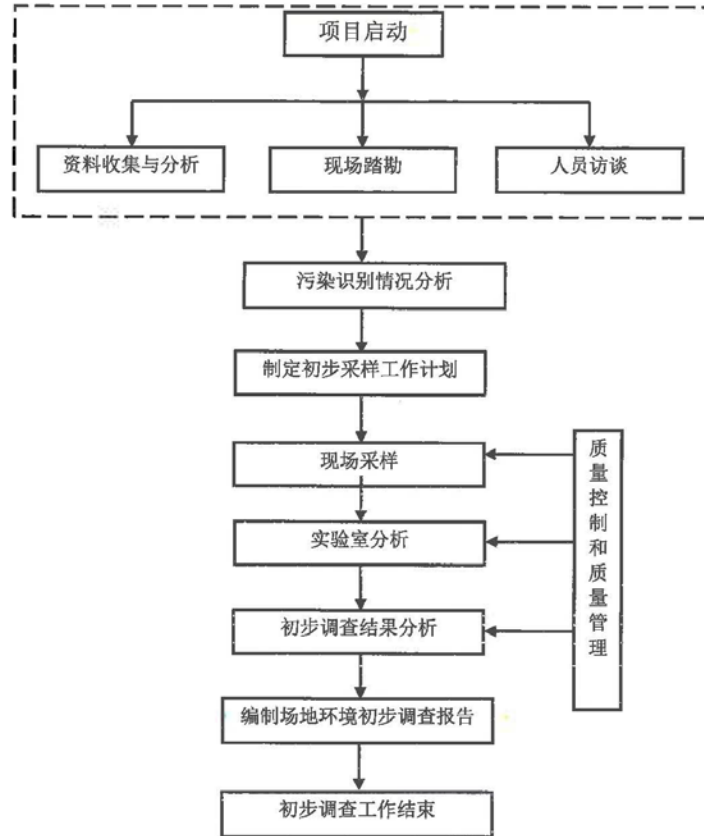 项目启动
资料收集与分析
现场踏勘
人员访谈
污染识别情况分析
制定初步采样工作计划
现场采样
实验室分析
初步调查结果分析
质量控制和质量管理
编制场地环境初步调查报告
初步调查工作结束